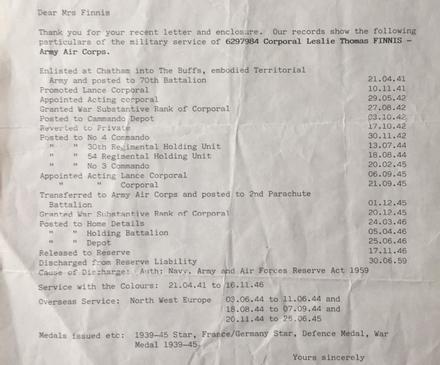 Dear Mrs Finnis
Thank you for your recent letter and enclosure. Our records show the following
particulars of the military service of 6297984 Corporal Leslie Thomas FINNIS -
Army Air Corps.
Enlisted at Chatham into The Buffs, embodied Territorial
Army and posted to 70th Battalion 21.04.41
Promoted Lance Corporal 10.11.41
Appointed Acting corporal 29.05.42
Granted War Substantive Rank of Corporal 27.08.42
Posted to Cammando Depot 03.10.42
Reverted to Private 17.10.42
Posted to No 4 Commando 30.11.42
" " 30th Regimental Holding Unit 13.07.44
" " 54 Regimental Holding Unit 18.08.44
" " No 3 Commando 20.02.45
Appointed Acting Lance Corporal 06.09.45
" " Corporal 21.09.45
Transferred to Army Air Corps and posted to 2nd Parachute
Battalion 01.12.45
Granted War Substantive Rank of Corporal 20.12.45
Posted to Home Details 24.03.46
" " Holding Battalion 05.04.46
" " Depot 25.06.46
Released to Reserve 17.11.46
Discharged from Reserve Liability 30.06.59
Cause of Discharge: Auth: Navy, Army and Air Forces Reserve Act 1959
Service with the Colours: 21.04.41 to 16.11.46
Overseas Service: North West Europe 03.06.44 to 11.06.44 and
18.08.44 to 07.09.44 and
20.11.44 to 25.06.45
Medals issued etc: 1939-45 Star, France/Germany Star, Defence Medal, War
Medal 1939-45.
Yours sincerely